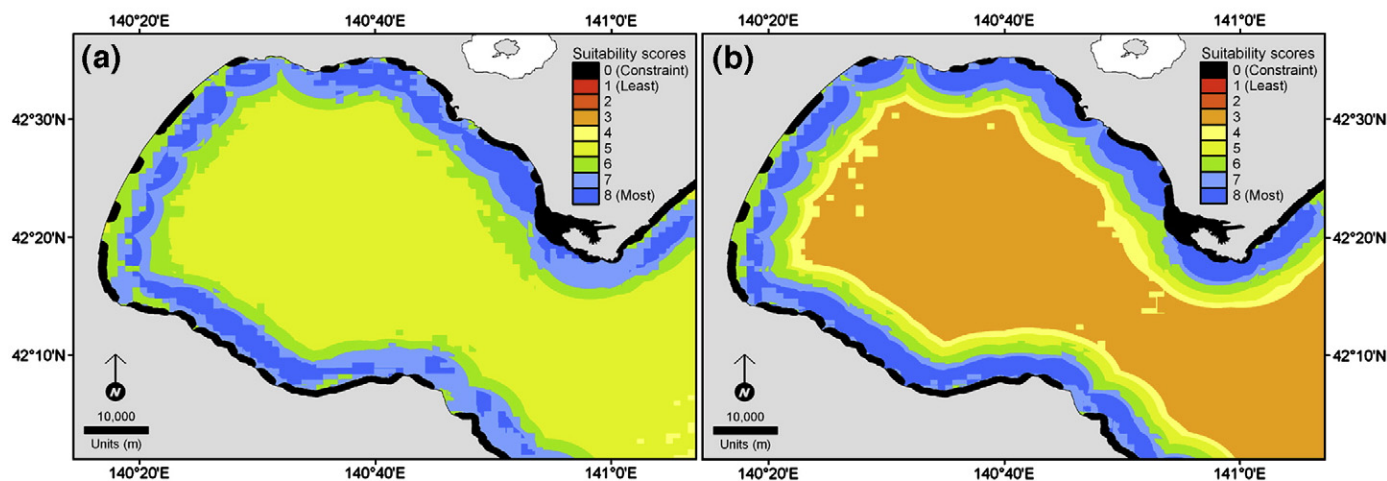 140°20'E 140°40'E 141°0'E 140°20'E 140°40'E 141°0'E
(a)
Suitability scores
0 (Constraint)
1 (Least)
2
3
4
5
6
7
8 (Most)
42°30'N
42°20'N
42°10'N
N
10,000
Units (m)
(b)
Suitability scores
0 (Constraint)
1 (Least)
2
3
4
5
6
7
8 (Most)
42°30'N
42°20'N
42°10'N
N
10,000
Units (m)
140°20'E 140°40'E 141°0'E 140°20'E 140°40'E 141°0'E